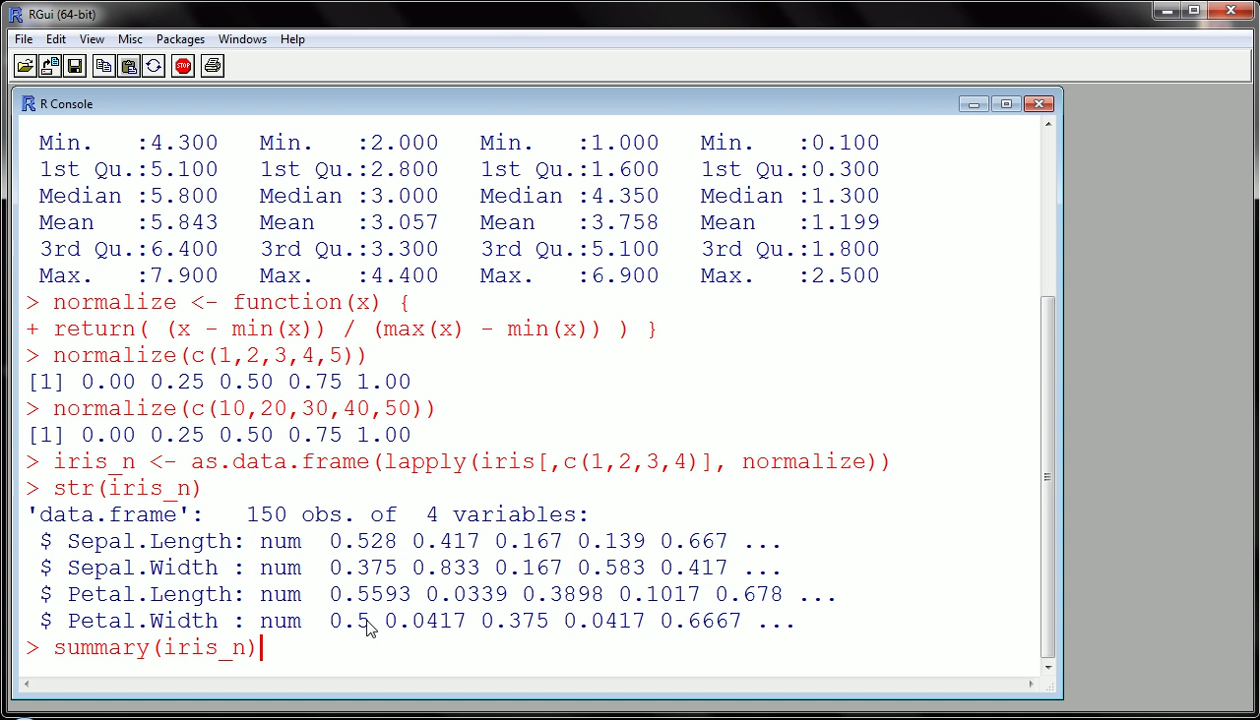 RGui (64-bit)
File Edit View Misc Packages Windows Help
STOP
R Console
Min.   :4.300   Min.   :2.000   Min.   :1.000   Min.   :0.100
1st Qu.:5.100   1st Qu.:2.800   1st Qu.:1.600   1st Qu.:0.300
Median :5.800   Median :3.000   Median :4.350   Median :1.300
Mean   :5.843   Mean   :3.057   Mean   :3.758   Mean   :1.199
3rd Qu.:6.400   3rd Qu.:3.300   3rd Qu.:5.100   3rd Qu.:1.800
Max.   :7.900   Max.   :4.400   Max.   :6.900   Max.   :2.500
> normalize <- function(x) {
+ return( (x - min(x)) / (max(x) - min(x)) ) }
> normalize(c(1,2,3,4,5))
[1] 0.00 0.25 0.50 0.75 1.00
> normalize(c(10,20,30,40,50))
[1] 0.00 0.25 0.50 0.75 1.00
> iris_n <- as.data.frame(lapply(iris[,c(1,2,3,4)], normalize))
> str(iris_n)
'data.frame':   150 obs. of  4 variables:
 $ Sepal.Length: num  0.528 0.417 0.167 0.139 0.667 ...
 $ Sepal.Width : num  0.375 0.833 0.167 0.583 0.417 ...
 $ Petal.Length: num  0.5593 0.0339 0.3898 0.1017 0.678 ...
 $ Petal.Width : num  0.5 0.0417 0.375 0.0417 0.6667 ...
> summary(iris_n)